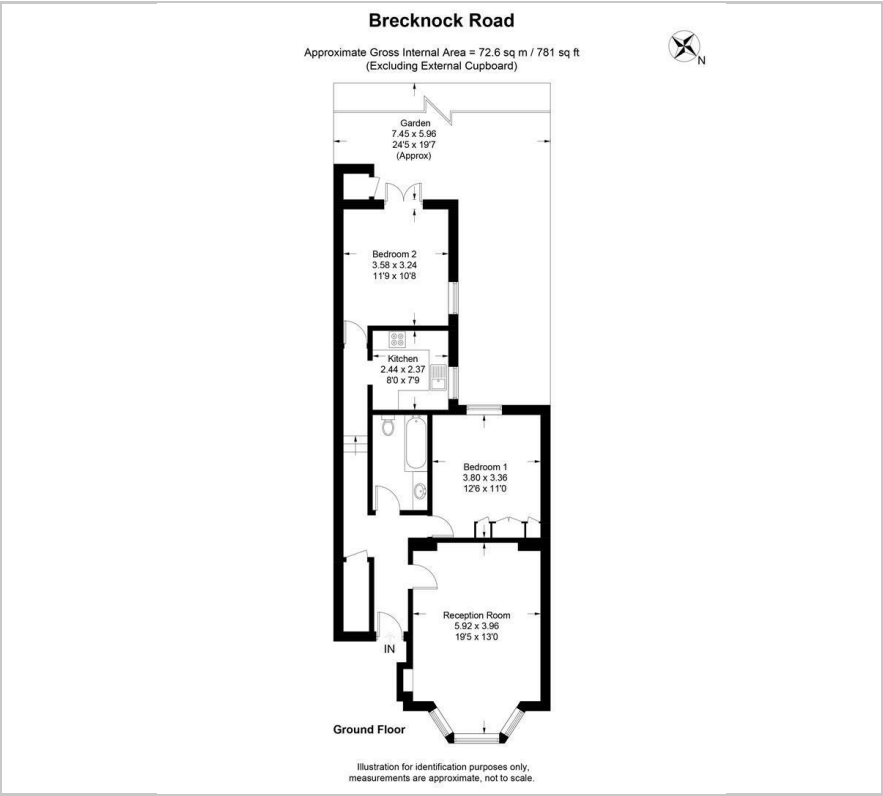 Brecknock Road
Approximate Gross Internal Area = 72.6 sq m / 781 sq ft
(Excluding External Cupboard)
N
Garden
7.45 x 5.96
24'5 x 19'7
(Approx)
Bedroom 2
3.58 x 3.24
11'9 x 10'8
Kitchen
2.44 x 2.37
8'0 x 7'9
Bedroom 1
3.80 x 3.36
12'6 x 11'0
Reception Room
5.92 x 3.96
19'5 x 13'0
IN
Ground Floor
Illustration for identification purposes only,
measurements are approximate, not to scale.